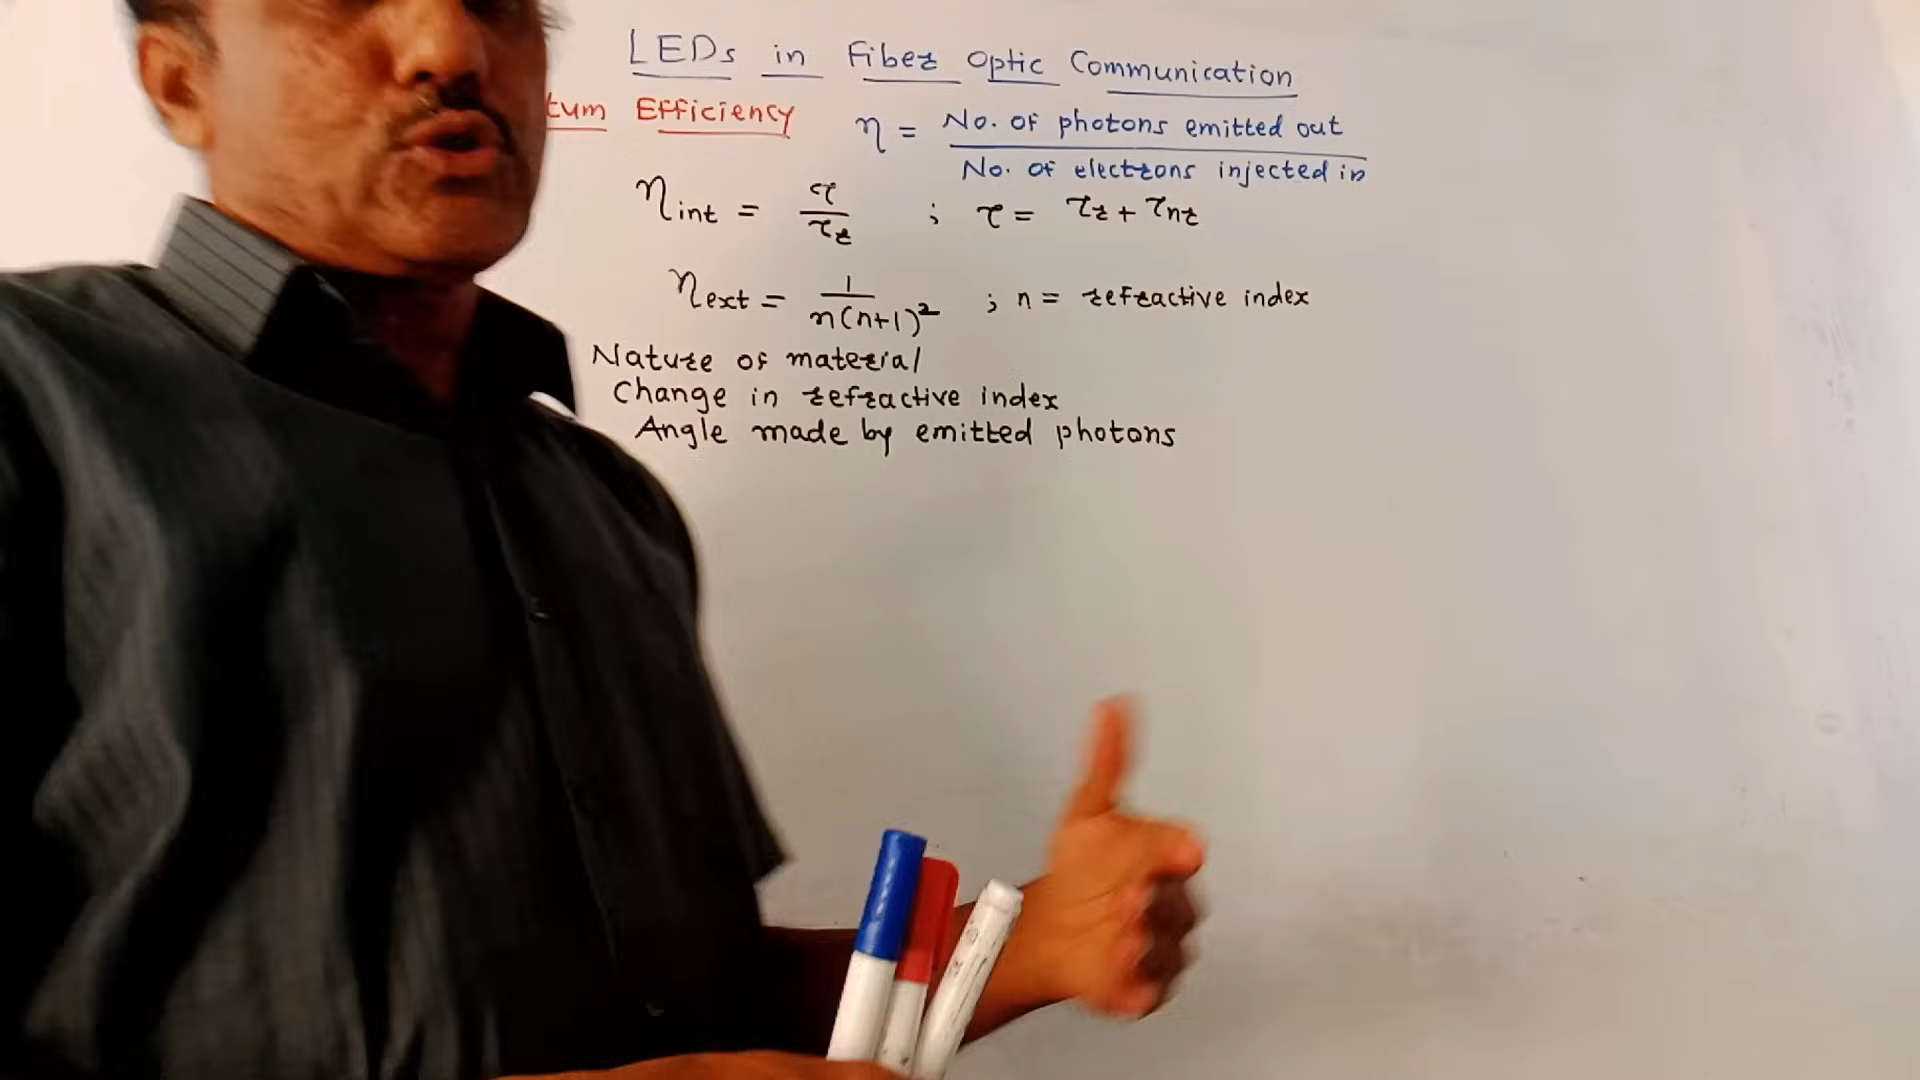 LEDs in Fiber Optic Communication
tum Efficiency η = No. of photons emitted out / No. of electrons injected in
ηint = τ / τr ; τ = τr + τnr
ηext = 1 / n(n+1)² ; n = refractive index
Nature of material
Change in refractive index
Angle made by emitted photons